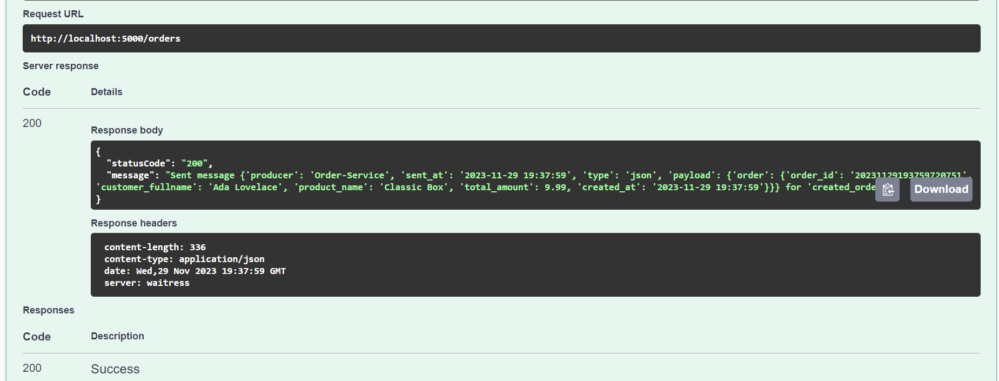 Request URL
http://localhost:5000/orders
Server response
Code Details
200
Response body
{
"statusCode": "200",
"message": "Sent message {'producer': 'Order-Service', 'sent_at': '2023-11-29 19:37:59', 'type': 'json', 'payload': {'order': {'order_id': '20231129193759720751',
'customer_fullname': 'Ada Lovelace', 'product_name': 'Classic Box', 'total_amount': 9.99, 'created_at': '2023-11-29 19:37:59'}}} for
}
Download
Response headers
content-length: 336
content-type: application/json
date: Wed,29 Nov 2023 19:37:59 GMT
server: waitress
Responses
Code Description
200 Success